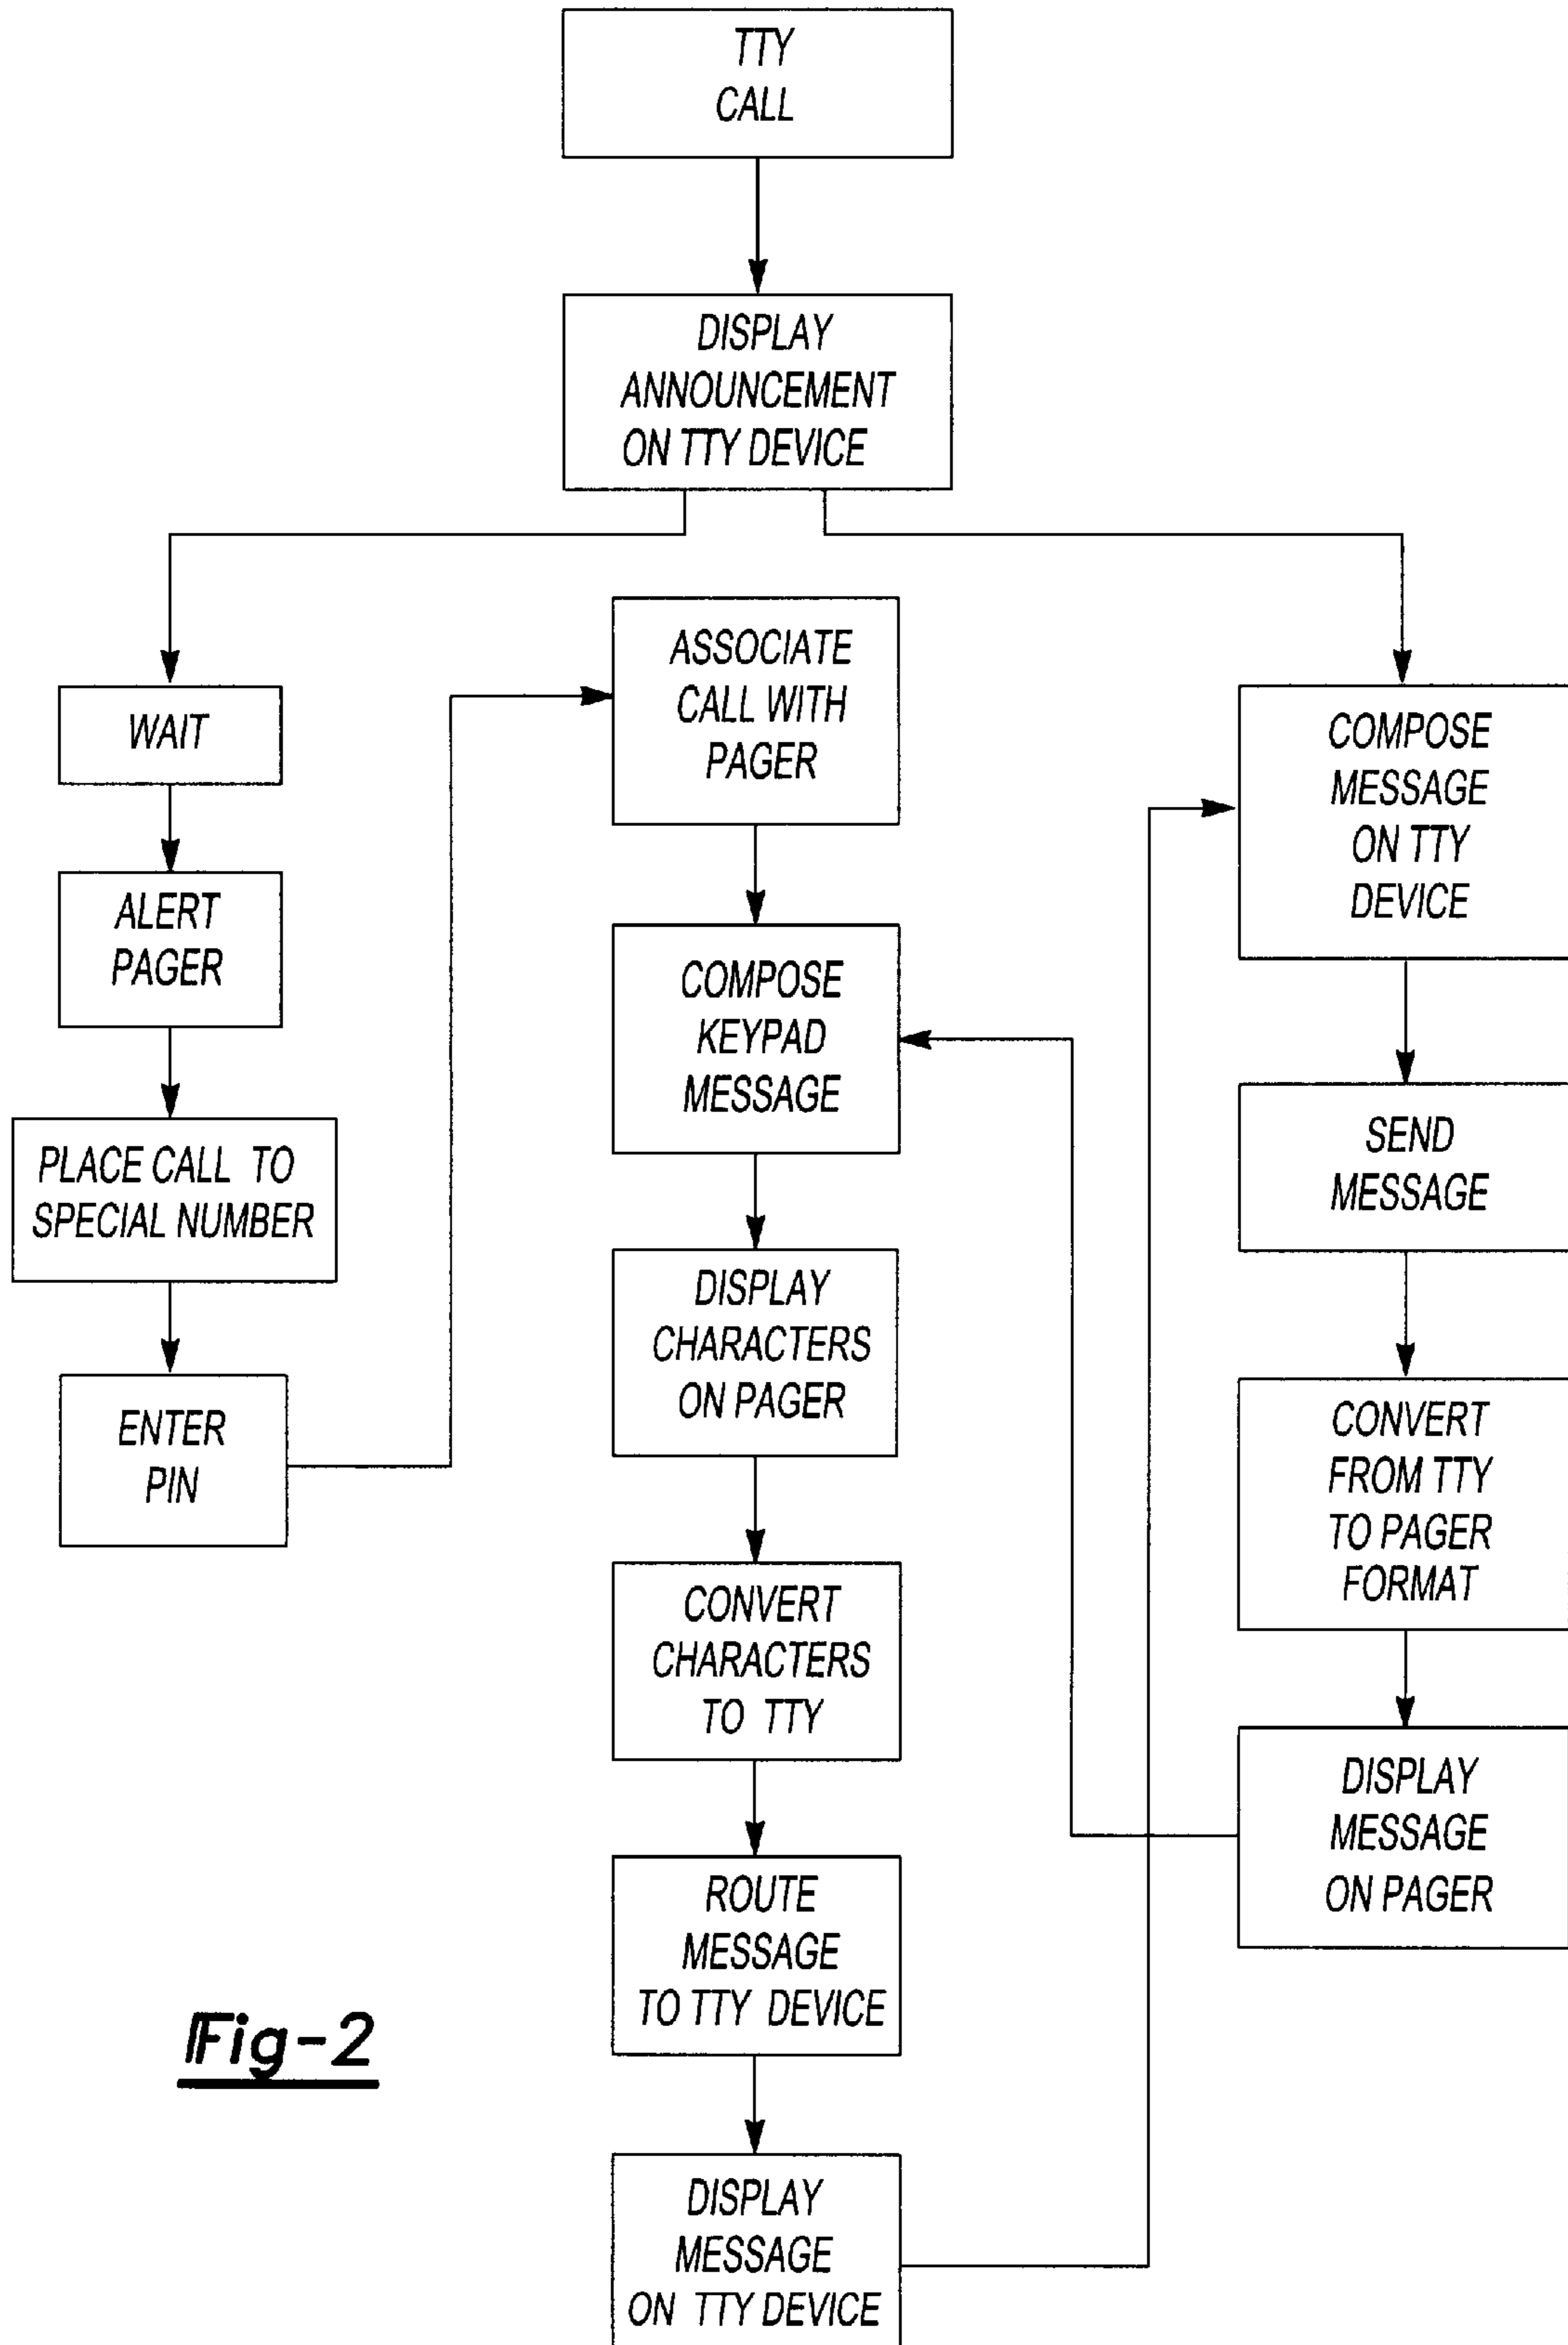 TTY
CALL
DISPLAY
ANNOUNCEMENT
ON TTY DEVICE
WAIT
ALERT
PAGER
PLACE CALL TO
SPECIAL NUMBER
ENTER
PIN
ASSOCIATE
CALL WITH
PAGER
COMPOSE
KEYPAD
MESSAGE
DISPLAY
CHARACTERS
ON PAGER
CONVERT
CHARACTERS
TO TTY
ROUTE
MESSAGE
TO TTY DEVICE
DISPLAY
MESSAGE
ON TTY DEVICE
COMPOSE
MESSAGE
ON TTY
DEVICE
SEND
MESSAGE
CONVERT
FROM TTY
TO PAGER
FORMAT
DISPLAY
MESSAGE
ON PAGER
Fig-2